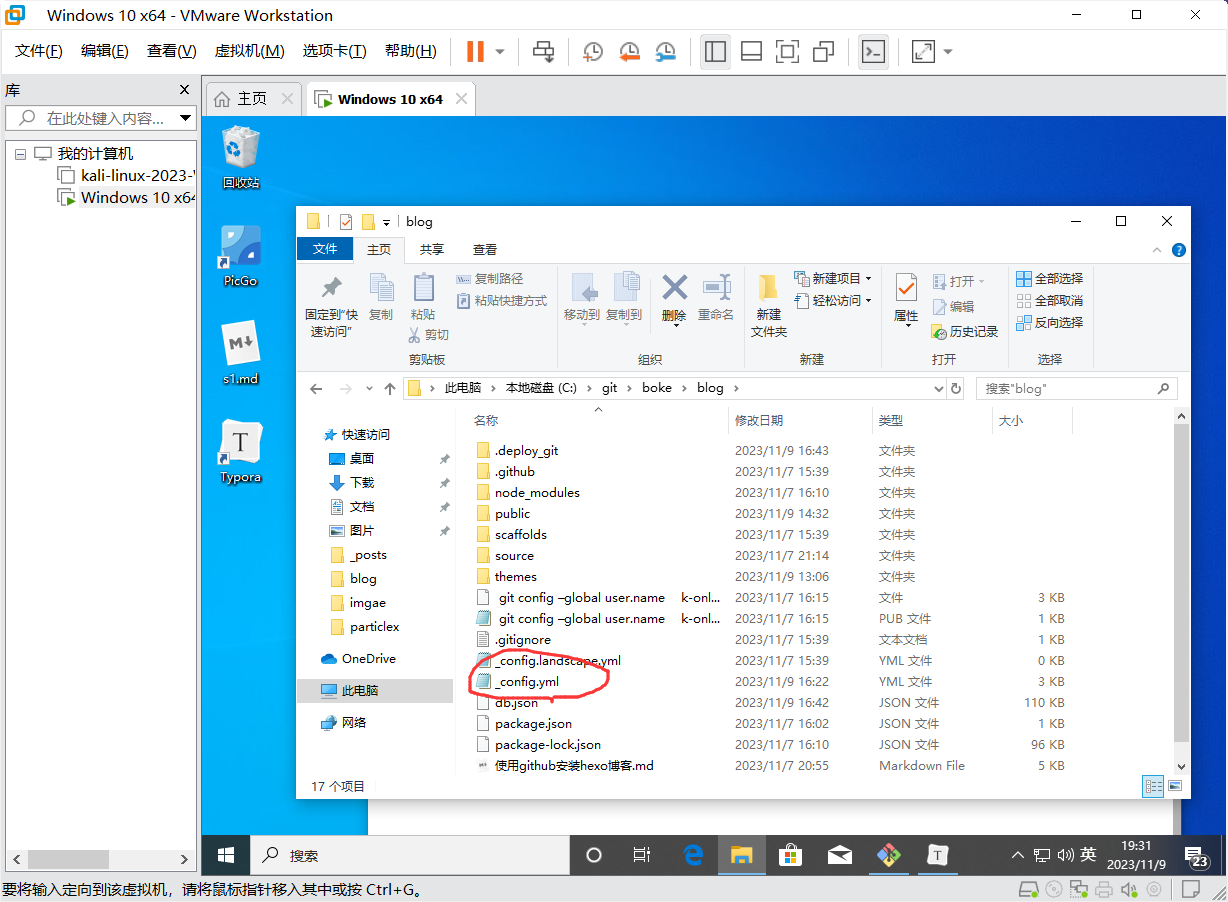 Windows 10 x64 - VMware Workstation
文件(F) 编辑(E) 查看(V) 虚拟机(M) 选项卡(T) 帮助(H)
库
在此处键入内容...
我的计算机
kali-linux-2023-
Windows 10 x64
主页
Windows 10 x64
回收站
PicGo
s1.md
Typora
blog
文件 主页 共享 查看
固定到"快速访问"
复制
粘贴
复制路径
粘贴快捷方式
剪切
剪贴板
移动到 复制到 删除 重命名
组织
新建文件夹
新建项目
轻松访问
新建
属性
打开
编辑
历史记录
打开
全部选择
全部取消
反向选择
选择
此电脑 本地磁盘 (C:) git boke blog
搜索"blog"
快速访问
桌面
下载
文档
图片
_posts
blog
imgae
particlex
OneDrive
此电脑
网络
名称 修改日期 类型 大小
.deploy_git 2023/11/9 16:43 文件夹
.github 2023/11/7 15:39 文件夹
node_modules 2023/11/7 16:10 文件夹
public 2023/11/9 14:32 文件夹
scaffolds 2023/11/7 15:39 文件夹
source 2023/11/7 21:14 文件夹
themes 2023/11/9 13:06 文件夹
git config –global user.name k-onl... 2023/11/7 16:15 文件 3 KB
git config –global user.name k-onl... 2023/11/7 16:15 PUB 文件 1 KB
.gitignore 2023/11/7 15:39 文本文档 1 KB
_config.landscape.yml 2023/11/7 15:39 YML 文件 0 KB
_config.yml 2023/11/9 16:22 YML 文件 3 KB
db.json 2023/11/9 16:42 JSON 文件 110 KB
package.json 2023/11/7 16:02 JSON 文件 1 KB
package-lock.json 2023/11/7 16:10 JSON 文件 96 KB
使用github安装hexo博客.md 2023/11/7 20:55 Markdown File 5 KB
17 个项目
搜索
英
19:31
2023/11/9
23
要将输入定向到该虚拟机，请将鼠标指针移入其中或按 Ctrl+G。